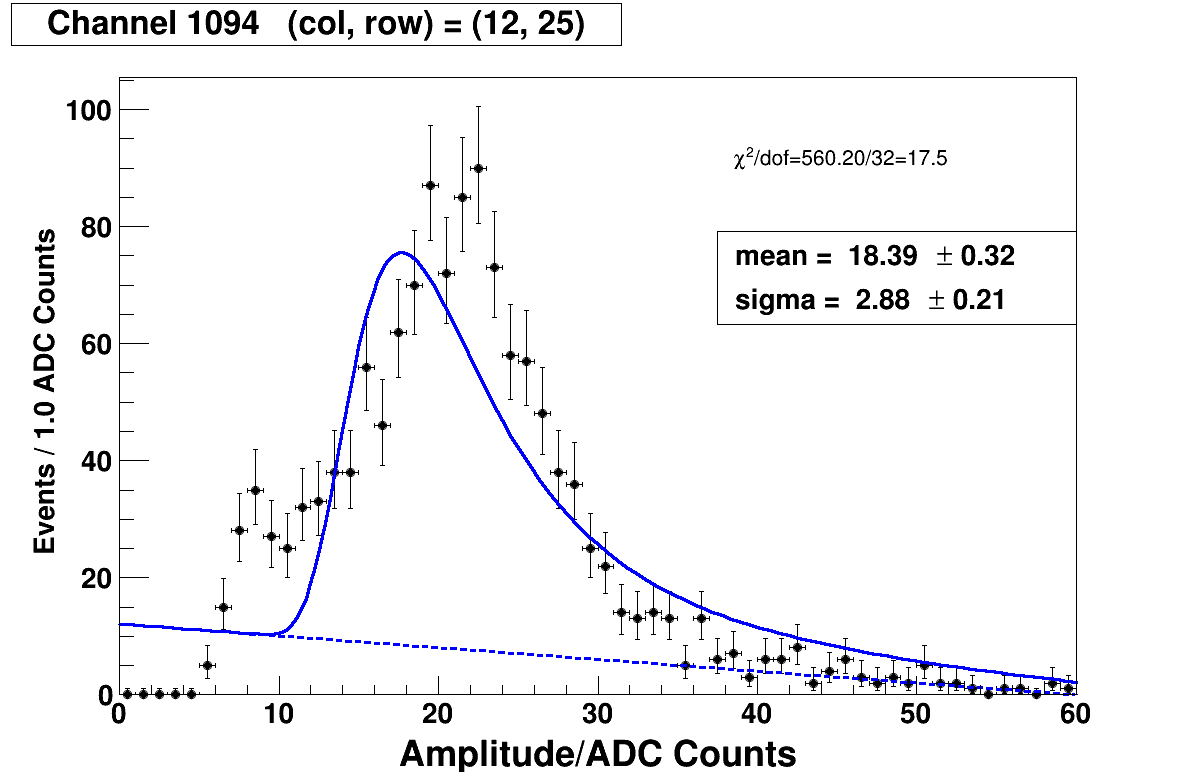 Channel 1094 (col, row) = (12, 25)
100
80
60
40
20
0
Events / 1.0 ADC Counts
χ²/dof=560.20/32=17.5
mean = 18.39 ± 0.32
sigma = 2.88 ± 0.21
0 10 20 30 40 50 60
Amplitude/ADC Counts